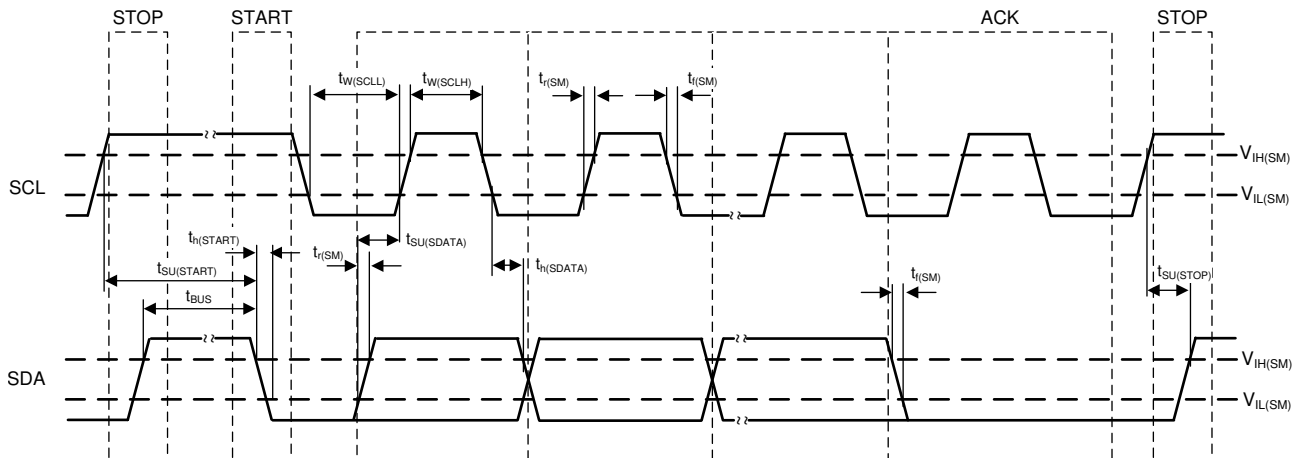 STOP START ACK STOP
tW(SCLL) tW(SCLH) tr(SM) tf(SM)
VIH(SM)
SCL VIL(SM)
th(START) tr(SM) tSU(SDATA) th(SDATA) tf(SM) tSU(STOP)
tSU(START)
tBUS
VIH(SM)
SDA
VIL(SM)